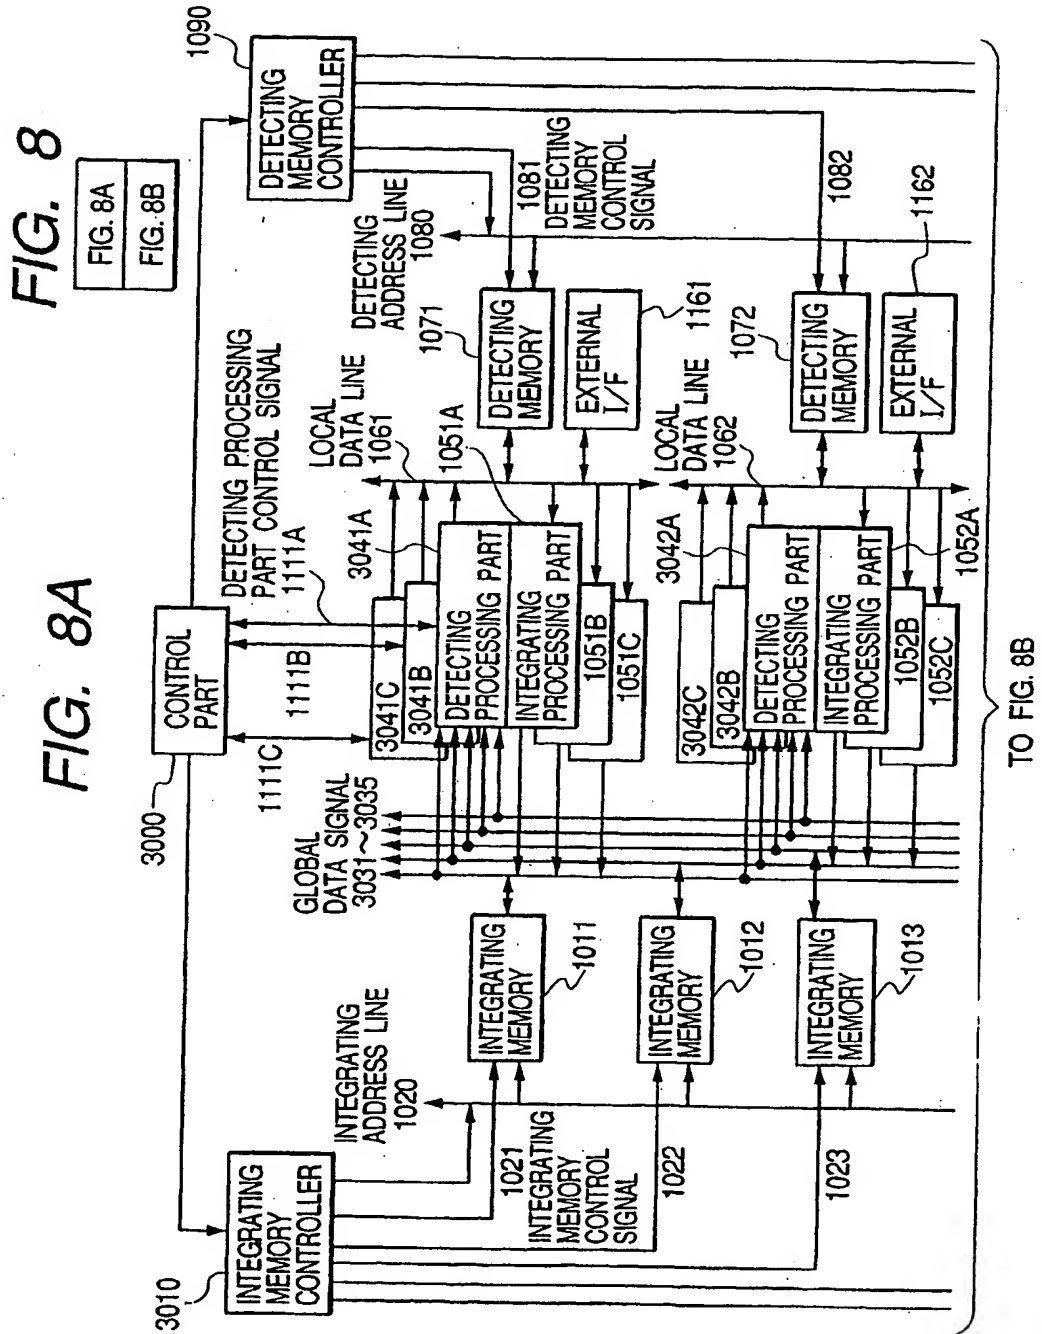 FIG. 8
FIG. 8A
FIG. 8B
FIG. 8A
3000
CONTROL
PART
3010
INTEGRATING
MEMORY
CONTROLLER
DETECTING
MEMORY
CONTROLLER
1090
DETECTING PROCESSING
PART CONTROL SIGNAL
1111A
1111B
1111C
INTEGRATING
ADDRESS LINE
1020
GLOBAL
DATA SIGNAL
3031~3035
3041A
LOCAL
DATA LINE
1061
1051A
DETECTING
ADDRESS LINE
1080
1021
INTEGRATING
MEMORY
CONTROL
SIGNAL
INTEGRATING
MEMORY
1011
3041C
3041B
DETECTING
PROCESSING PART
INTEGRATING
PROCESSING PART
1051B
1051C
1071
DETECTING
MEMORY
EXTERNAL
I/F
1161
1081
DETECTING
MEMORY
CONTROL
SIGNAL
1022
INTEGRATING
MEMORY
1012
1023
INTEGRATING
MEMORY
1013
3042A
LOCAL
DATA LINE
1062
3042C
3042B
DETECTING
PROCESSING PART
INTEGRATING
PROCESSING PART
1052B
1052C
1052A
1072
DETECTING
MEMORY
EXTERNAL
I/F
1082
1162
TO FIG. 8B